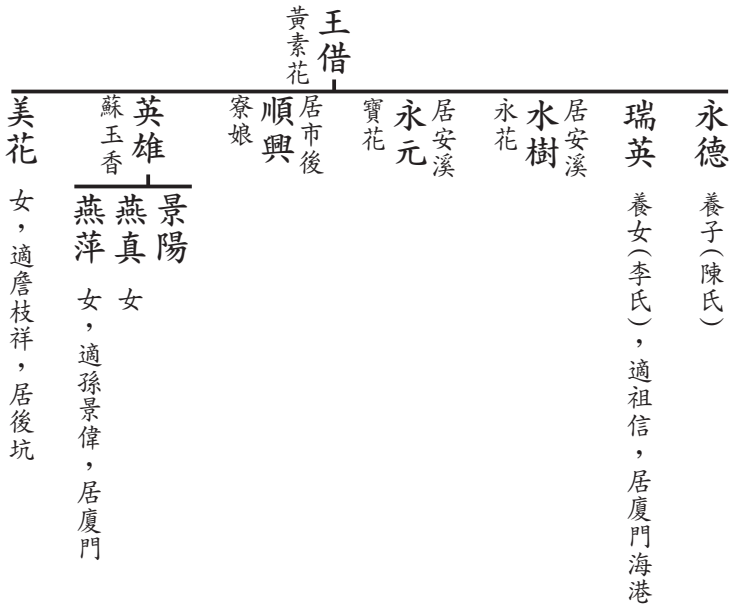 王借
黃素花
永德
養子(陳氏)
瑞英
養女(李氏)，適祖信，居廈門海港
居安溪
水樹
永花
居安溪
永元
寶花
居市後
順興
寮娘
英雄
蘇玉香
景陽
燕真
女
燕萍
女，適孫景偉，居廈門
美花
女，適詹枝祥，居後坑